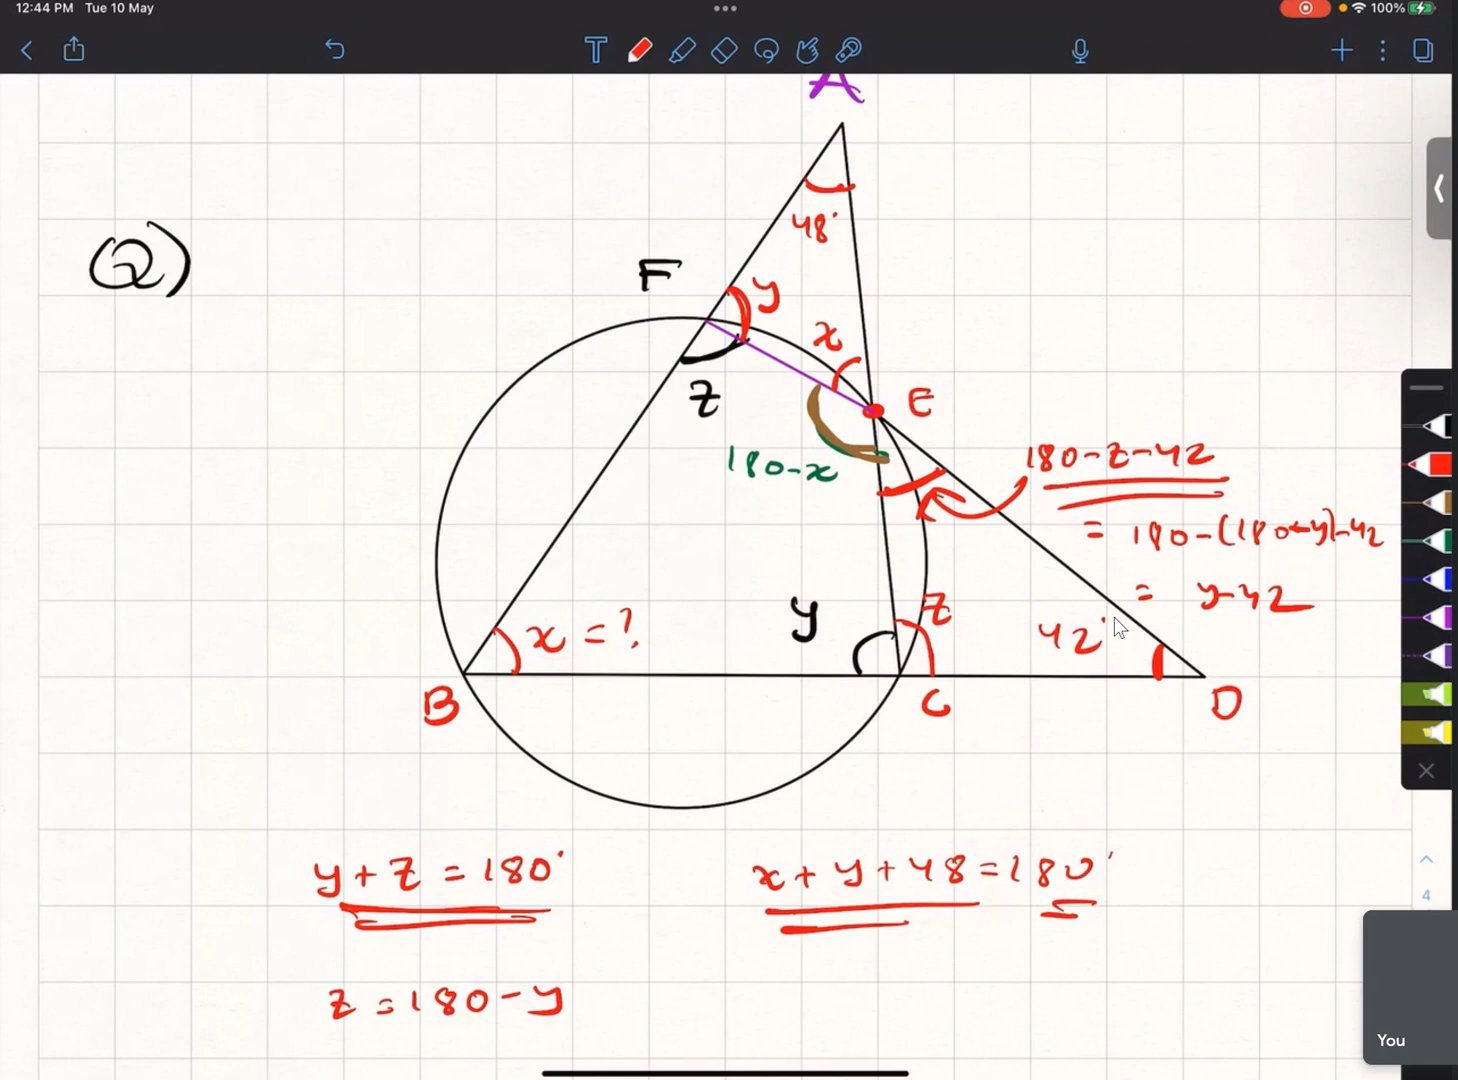 12:44 PM Tue 10 May
100%
A
Q)
48°
F
y
x
z
E
180-x
180-z-42
= 180-(180-y)-42
= y-42
y
z
x = ?
42°
B
C
D
y + z = 180°
x + y + 48 = 180°
z = 180 - y
4
You